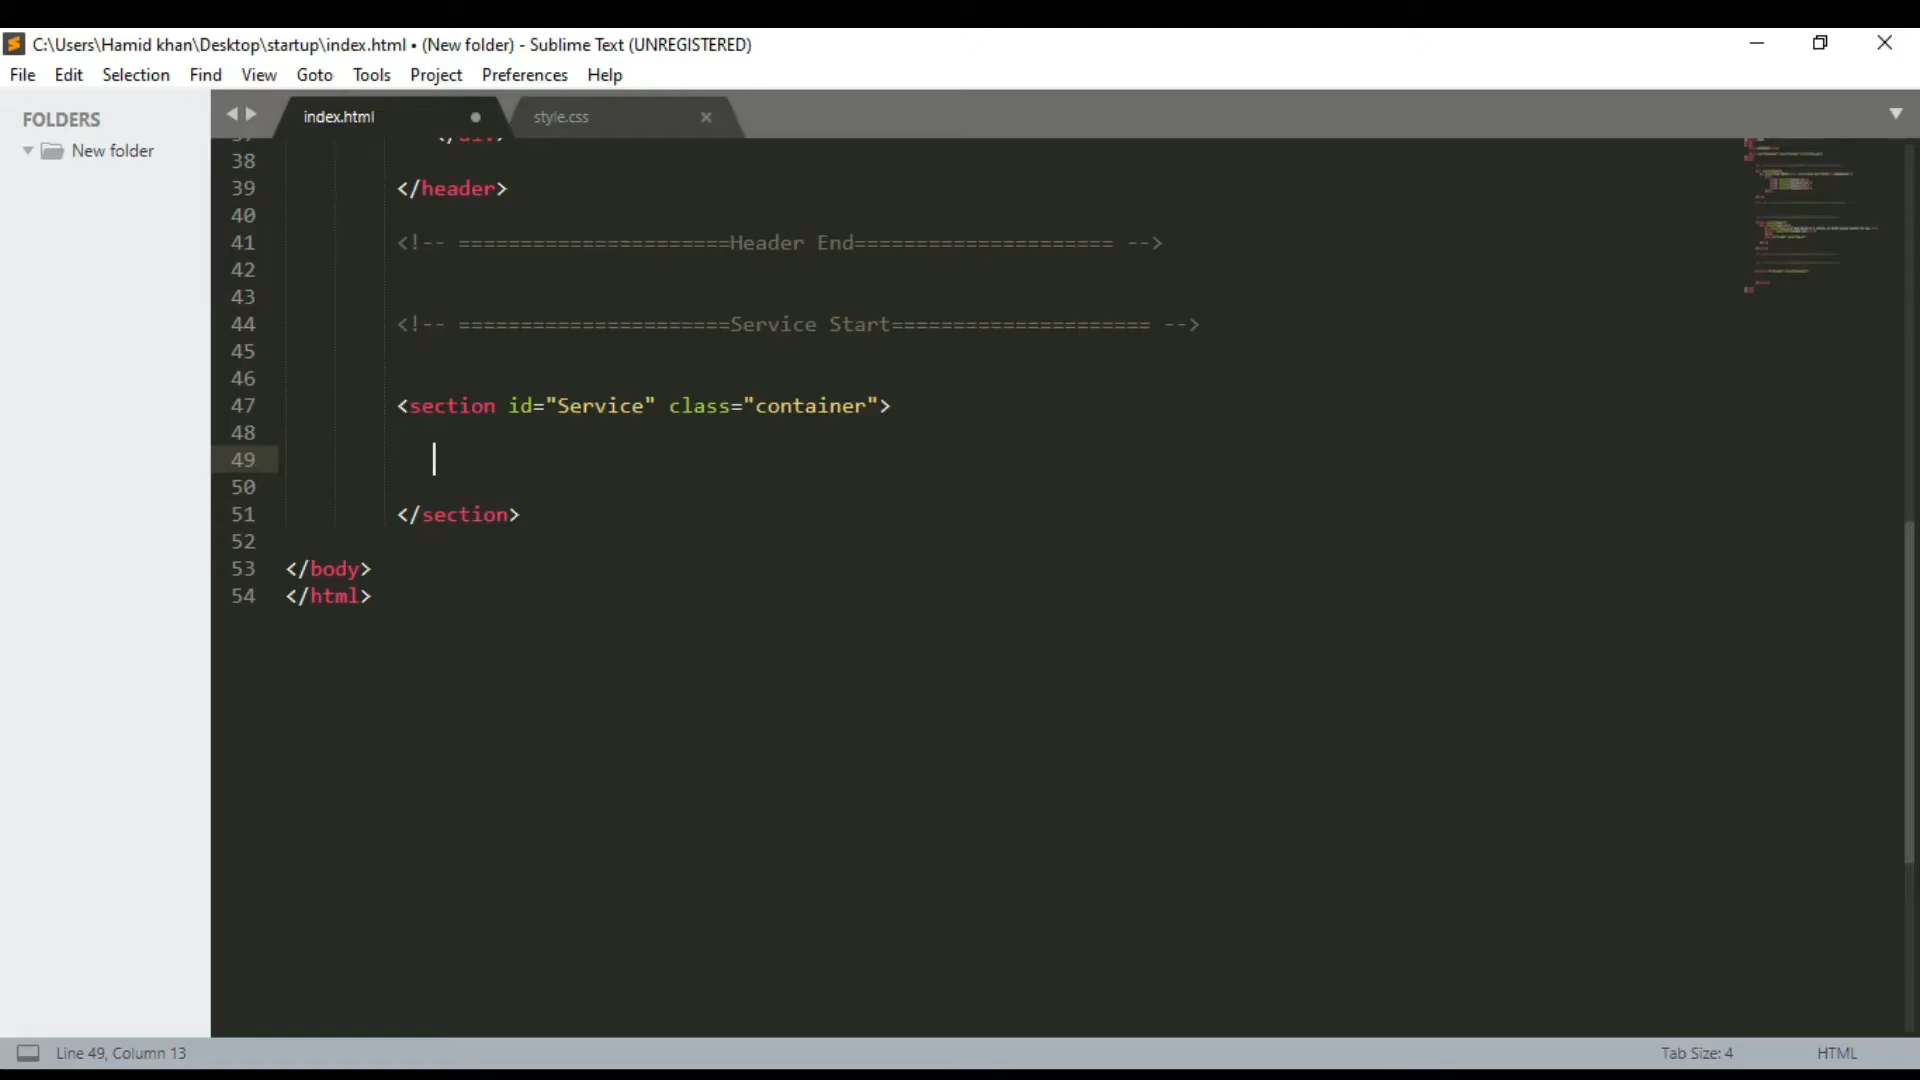 C:\Users\Hamid khan\Desktop\startup\index.html • (New folder) - Sublime Text (UNREGISTERED)
File Edit Selection Find View Goto Tools Project Preferences Help
FOLDERS
New folder
index.html
style.css
38
39 </header>
40
41 <!-- ======================Header End===================== -->
42
43
44 <!-- ======================Service Start===================== -->
45
46
47 <section id="Service" class="container">
48
49
50
51 </section>
52
53 </body>
54 </html>
Line 49, Column 13
Tab Size: 4
HTML